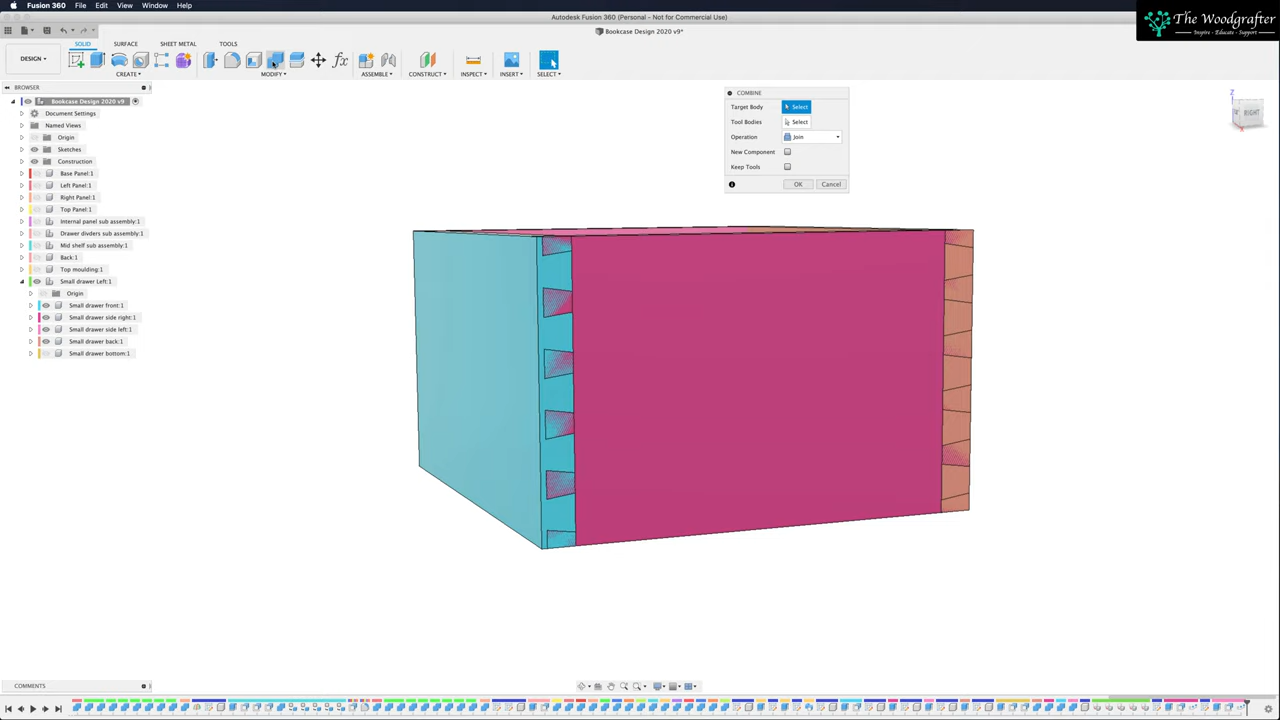 Fusion 360 File Edit View Window Help
Autodesk Fusion 360 (Personal - Not for Commercial Use)
The Woodgrafter
Inspire - Educate - Support
Bookcase Design 2020 v9*
SOLID SURFACE SHEET METAL TOOLS
DESIGN
CREATE MODIFY ASSEMBLE CONSTRUCT INSPECT INSERT SELECT
BROWSER
Bookcase Design 2020 v9
Document Settings
Named Views
Origin
Sketches
Construction
Base Panel:1
Left Panel:1
Right Panel:1
Top Panel:1
Internal panel sub assembly:1
Drawer divders sub assembly:1
Mid shelf sub assembly:1
Back:1
Top moulding:1
Small drawer Left:1
Origin
Small drawer front:1
Small drawer side right:1
Small drawer side left:1
Small drawer back:1
Small drawer bottom:1
COMBINE
Target Body Select
Tool Bodies Select
Operation Join
New Component
Keep Tools
OK Cancel
Z
RIGHT
COMMENTS